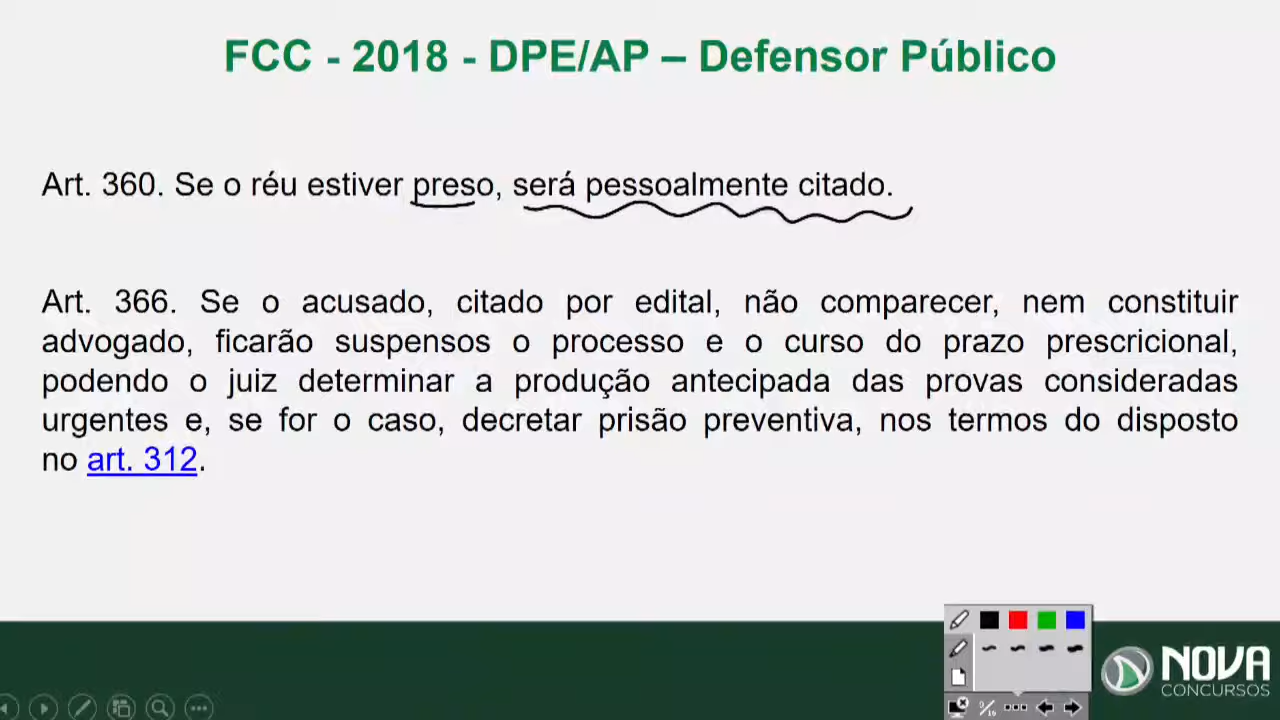 FCC - 2018 - DPE/AP – Defensor Público
Art. 360. Se o réu estiver preso, será pessoalmente citado.
Art. 366. Se o acusado, citado por edital, não comparecer, nem constituir
advogado, ficarão suspensos o processo e o curso do prazo prescricional,
podendo o juiz determinar a produção antecipada das provas consideradas
urgentes e, se for o caso, decretar prisão preventiva, nos termos do disposto
no art. 312.
NOVA
CONCURSOS